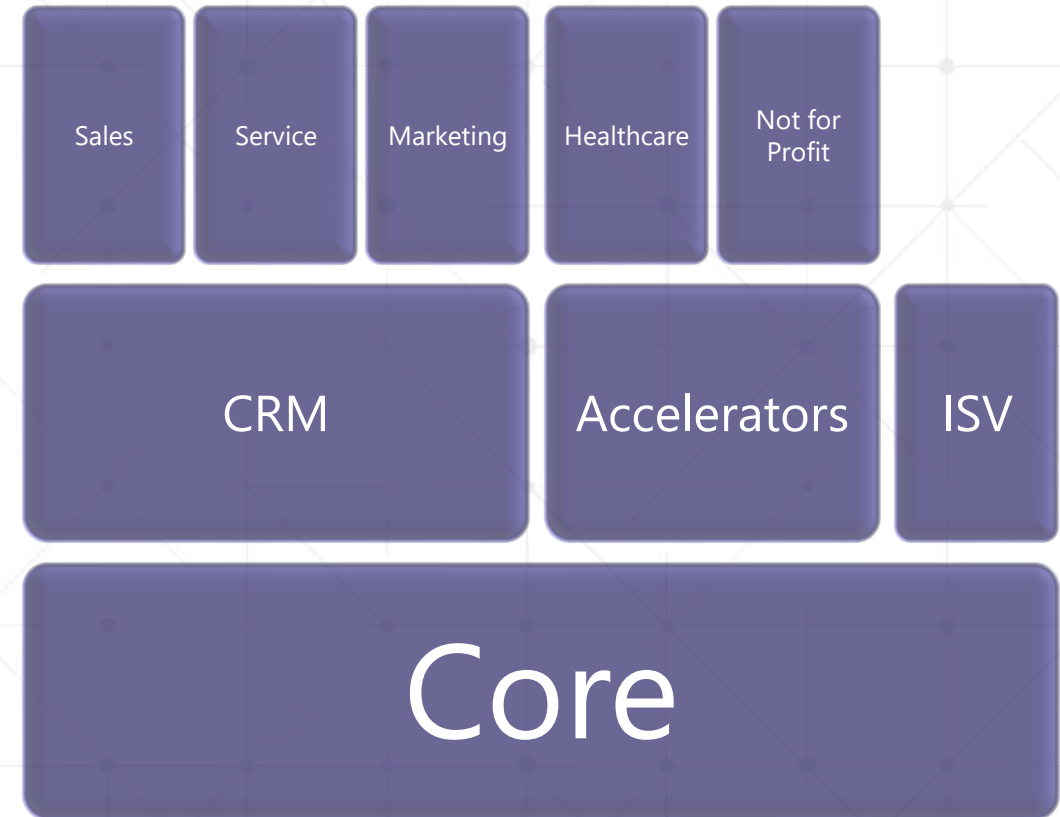 Sales
Service
Marketing
Healthcare
Not for
Profit
CRM
Accelerators
ISV
Core